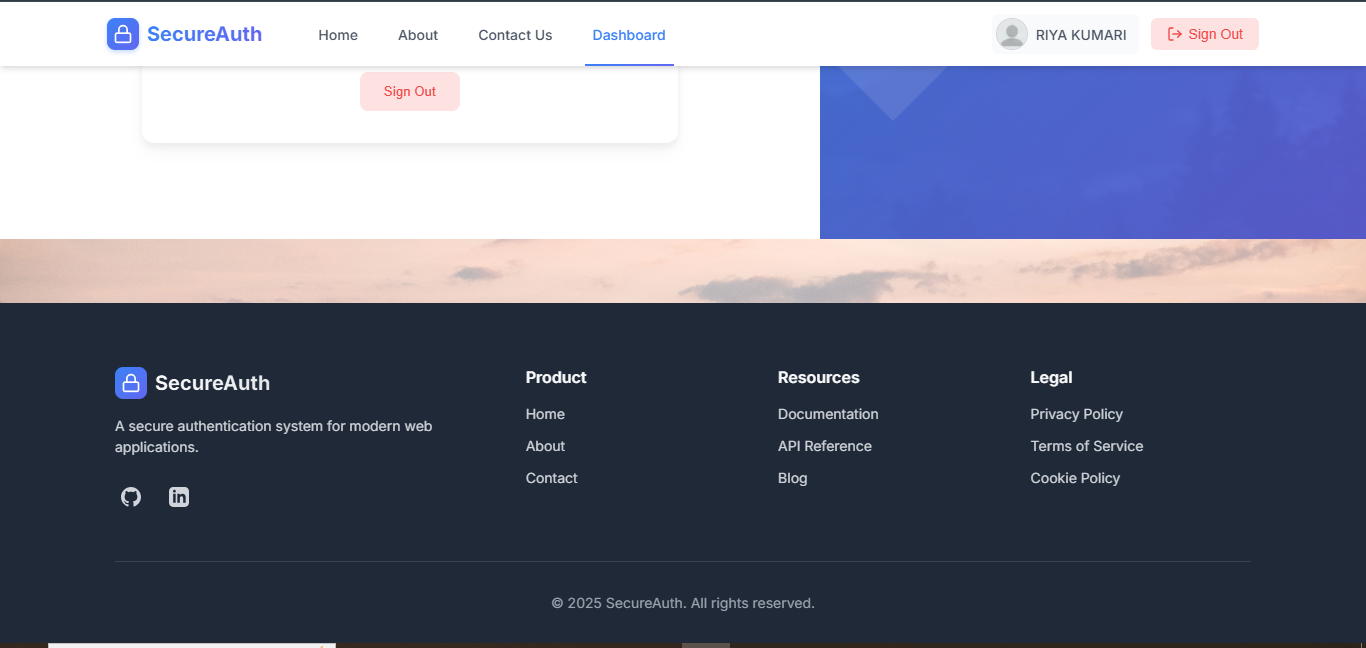 SecureAuth
Home
About
Contact Us
Dashboard
RIYA KUMARI
Sign Out
Sign Out
SecureAuth
A secure authentication system for modern web
applications.
Product
Home
About
Contact
Resources
Documentation
API Reference
Blog
Legal
Privacy Policy
Terms of Service
Cookie Policy
© 2025 SecureAuth. All rights reserved.